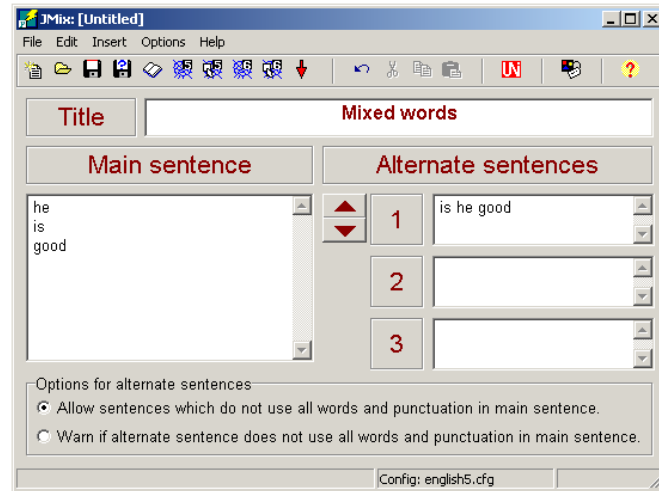 JMix: [Untitled]
File Edit Insert Options Help
Title
Mixed words
Main sentence
Alternate sentences
he
is
good
1
is he good
2
3
Options for alternate sentences
Allow sentences which do not use all words and punctuation in main sentence.
Warn if alternate sentence does not use all words and punctuation in main sentence.
Config: english5.cfg